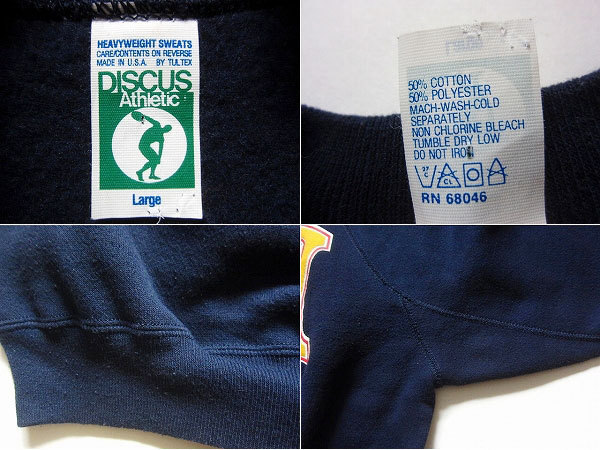 HEAVYWEIGHT SWEATS
CARE/CONTENTS ON REVERSE
MADE IN U.S.A. BY TULTEX
DISCUS
Athletic
Large
50% COTTON
50% POLYESTER
MACH-WASH-COLD
SEPARATELY
NON CHLORINE BLEACH
TUMBLE DRY LOW
DO NOT IRON
CL
RN 68046